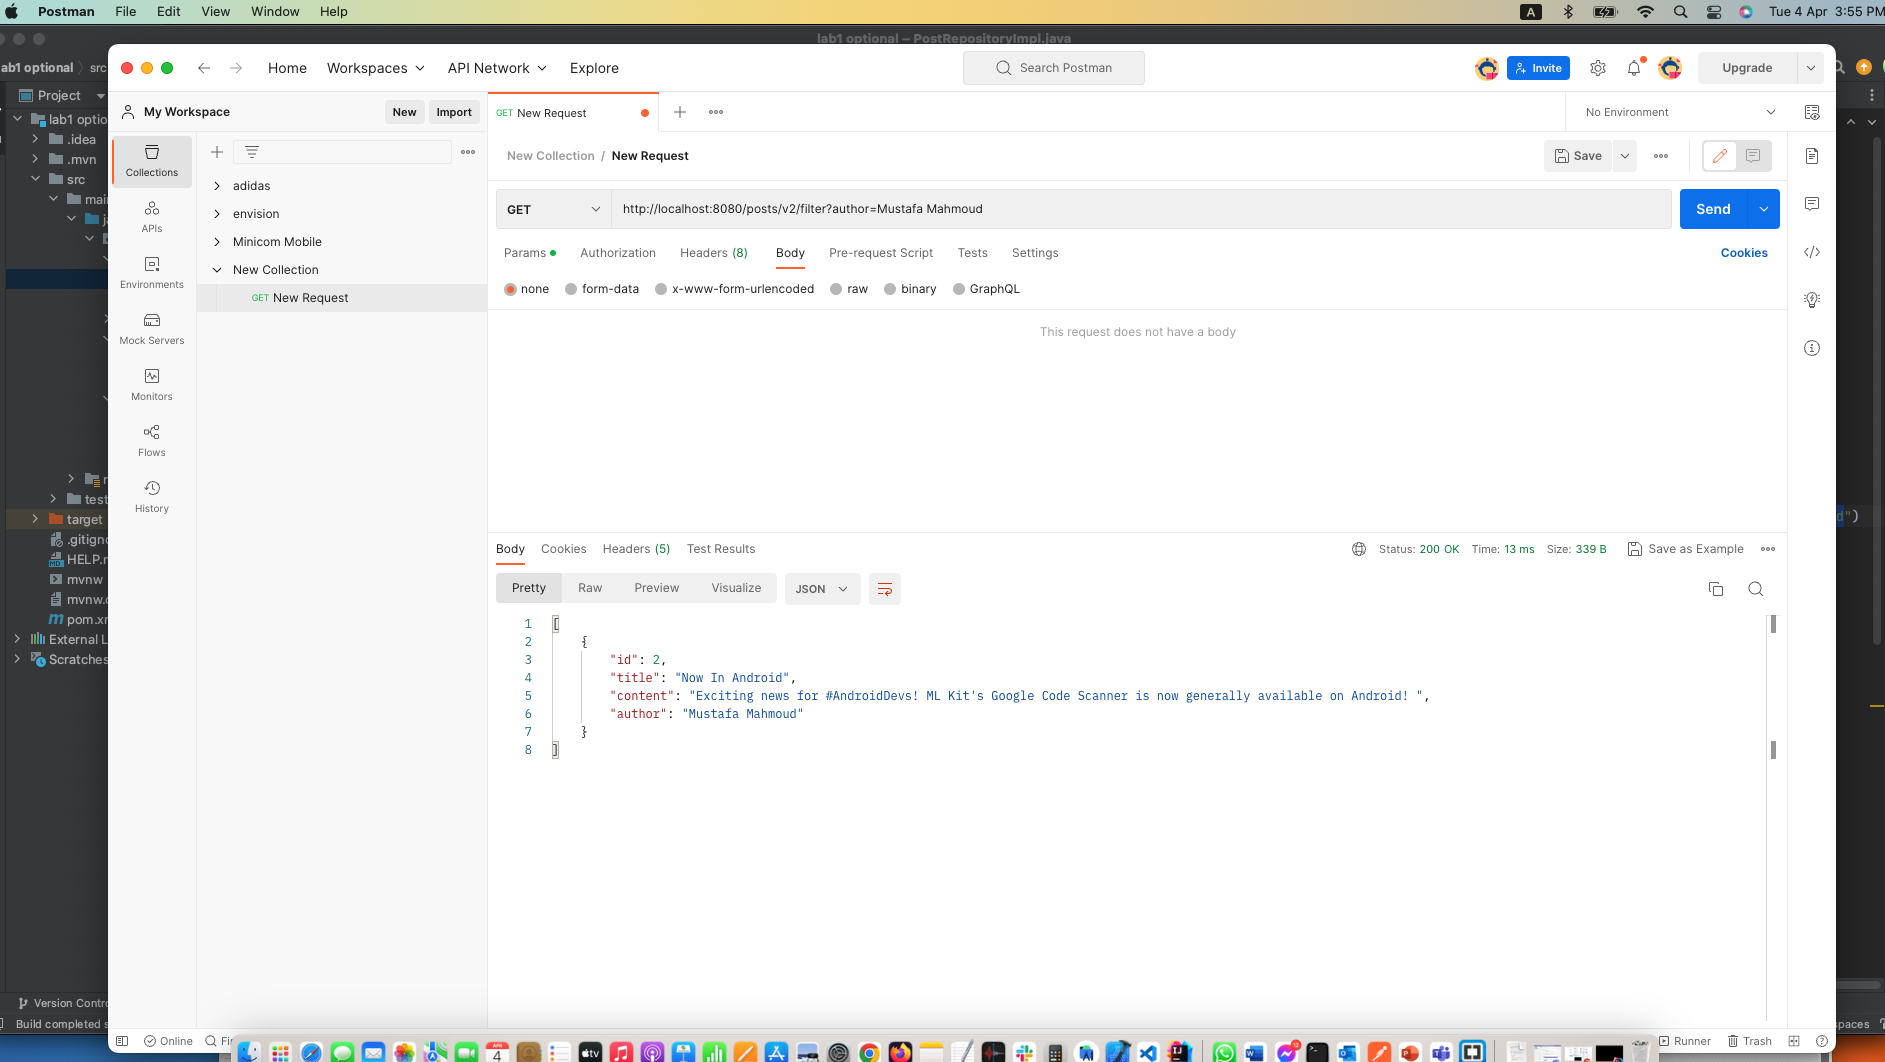 Postman File Edit View Window Help
A Tue 4 Apr 3:55 PM
lab1 optional – PostRepositoryImpl.java
ab1 optional src
Home Workspaces API Network Explore
Search Postman
Invite
Upgrade
Project
lab1 optio
.idea
.mvn
src
mai
test
target
.gitign
HELP.r
mvnw
mvnw.c
pom.xr
External L
Scratches
Version Contro
Build completed s
My Workspace
New Import
Collections
APIs
Environments
Mock Servers
Monitors
Flows
History
adidas
envision
Minicom Mobile
New Collection
GET New Request
GET New Request
No Environment
New Collection / New Request
Save
GET
http://localhost:8080/posts/v2/filter?author=Mustafa Mahmoud
Send
Params Authorization Headers (8) Body Pre-request Script Tests Settings
Cookies
none form-data x-www-form-urlencoded raw binary GraphQL
This request does not have a body
d")
Body Cookies Headers (5) Test Results
Status: 200 OK Time: 13 ms Size: 339 B Save as Example
Pretty Raw Preview Visualize JSON
1 [
2 {
3 "id": 2,
4 "title": "Now In Android",
5 "content": "Exciting news for #AndroidDevs! ML Kit's Google Code Scanner is now generally available on Android! ",
6 "author": "Mustafa Mahmoud"
7 }
8 ]
Online Fi
Runner Trash
spaces
APR
4
tv